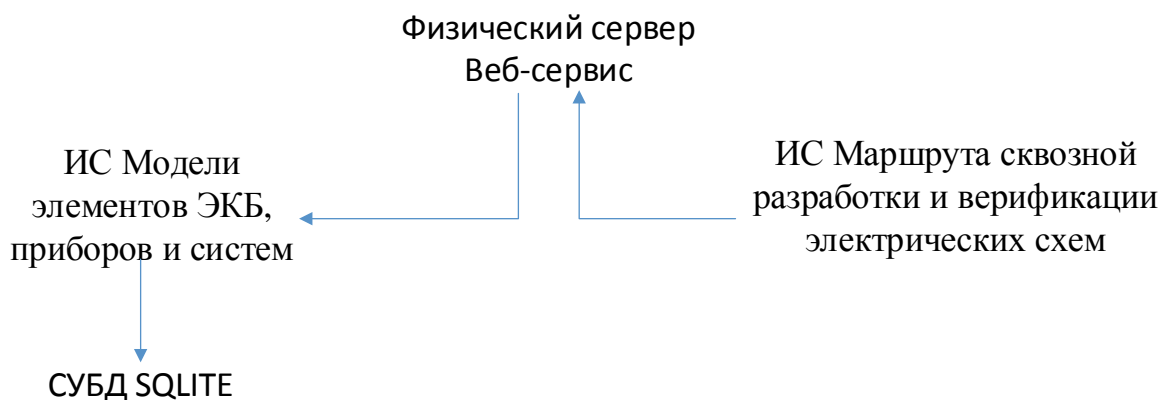 Физический сервер
Веб-сервис
ИС Модели
элементов ЭКБ,
приборов и систем
ИС Маршрута сквозной
разработки и верификации
электрических схем
СУБД SQLITE